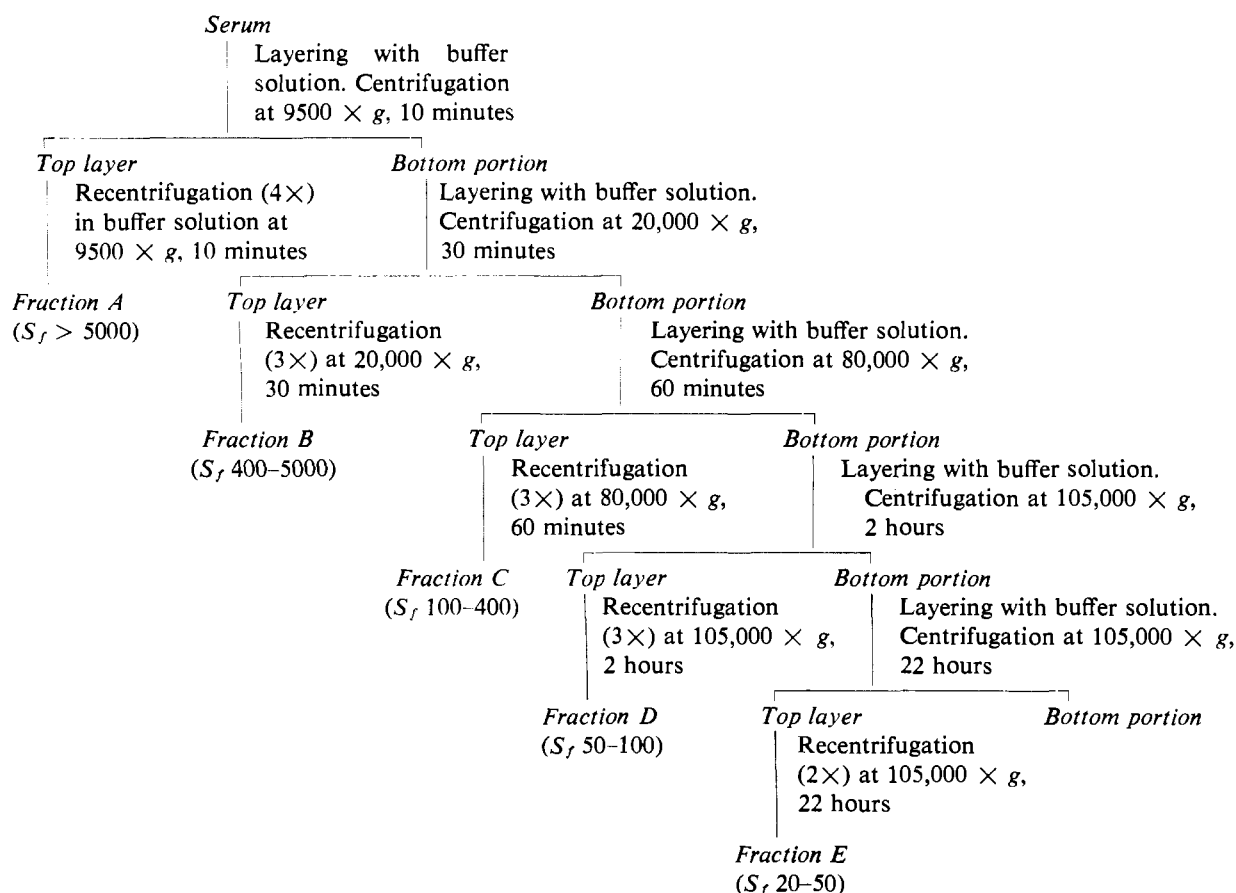 Serum
Layering with buffer
solution. Centrifugation
at 9500 × g, 10 minutes
Top layer
Recentrifugation (4×)
in buffer solution at
9500 × g, 10 minutes
Bottom portion
Layering with buffer solution.
Centrifugation at 20,000 × g,
30 minutes
Fraction A
(S_f > 5000)
Top layer
Recentrifugation
(3×) at 20,000 × g,
30 minutes
Bottom portion
Layering with buffer solution.
Centrifugation at 80,000 × g,
60 minutes
Fraction B
(S_f 400–5000)
Top layer
Recentrifugation
(3×) at 80,000 × g,
60 minutes
Bottom portion
Layering with buffer solution.
Centrifugation at 105,000 × g,
2 hours
Fraction C
(S_f 100–400)
Top layer
Recentrifugation
(3×) at 105,000 × g,
2 hours
Bottom portion
Layering with buffer solution.
Centrifugation at 105,000 × g,
22 hours
Fraction D
(S_f 50–100)
Top layer
Recentrifugation
(2×) at 105,000 × g,
22 hours
Bottom portion
Fraction E
(S_f 20–50)